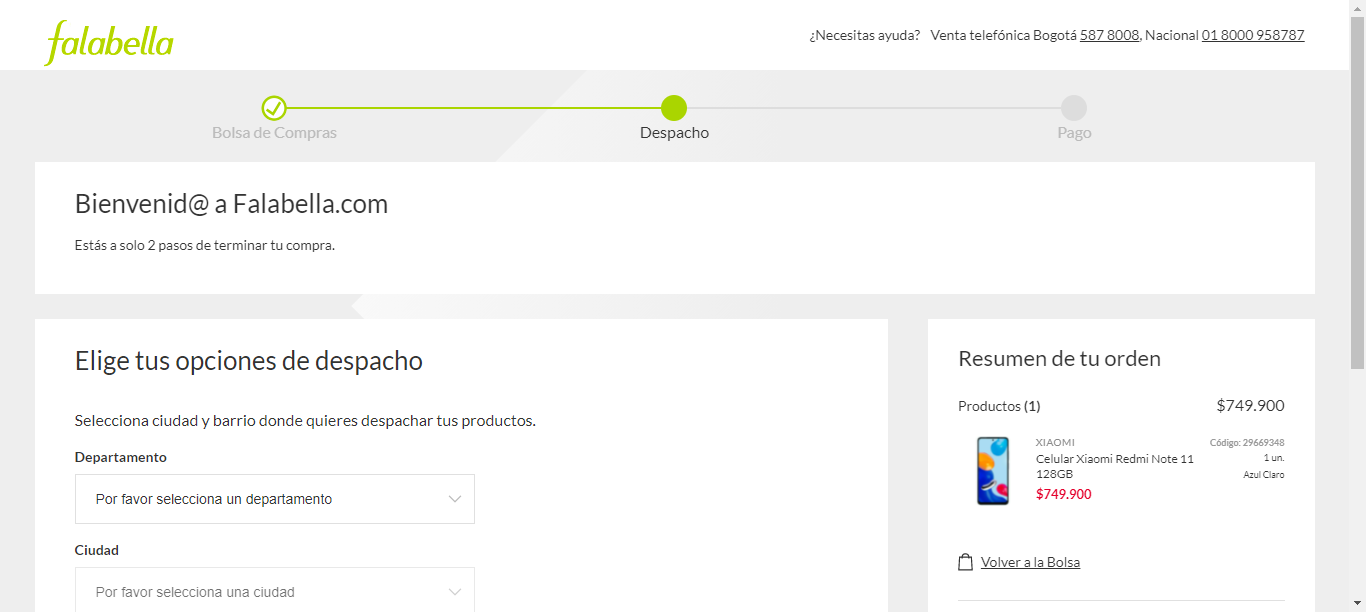 falabella
¿Necesitas ayuda? Venta telefónica Bogotá 587 8008, Nacional 01 8000 958787
Bolsa de Compras
Despacho
Pago
Bienvenid@ a Falabella.com
Estás a solo 2 pasos de terminar tu compra.
Elige tus opciones de despacho
Selecciona ciudad y barrio donde quieres despachar tus productos.
Departamento
Por favor selecciona un departamento
Ciudad
Por favor selecciona una ciudad
Resumen de tu orden
Productos (1) $749.900
XIAOMI
Celular Xiaomi Redmi Note 11
128GB
$749.900
Código: 29669348
1 un.
Azul Claro
Volver a la Bolsa